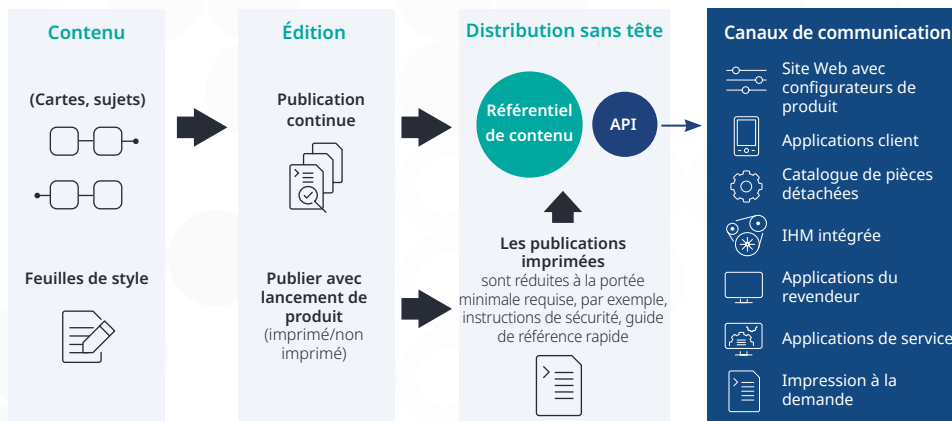 Contenu
(Cartes, sujets)
Feuilles de style
Édition
Publication
continue
Publier avec
lancement de
produit
(imprimé/non
imprimé)
Distribution sans tête
Référentiel
de contenu
API
Les publications
imprimées
sont réduites à la portée
minimale requise, par exemple,
instructions de sécurité, guide
de référence rapide
Canaux de communication
Site Web avec
configurateurs de
produit
Applications client
Catalogue de pièces
détachées
IHM intégrée
Applications du
revendeur
Applications de service
Impression à la
demande